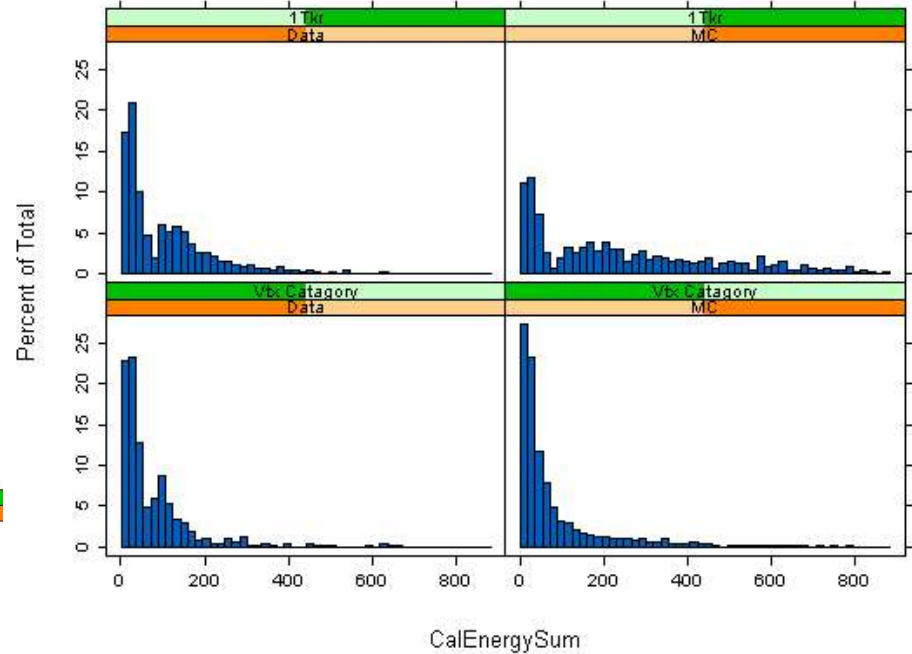 1Tkr 1Tkr
Data MC
25
20
15
10
5
0
Percent of Total
Vtx Catagory Vtx Catagory
Data MC
25
20
15
10
5
0
0 200 400 600 800 0 200 400 600 800
CalEnergySum